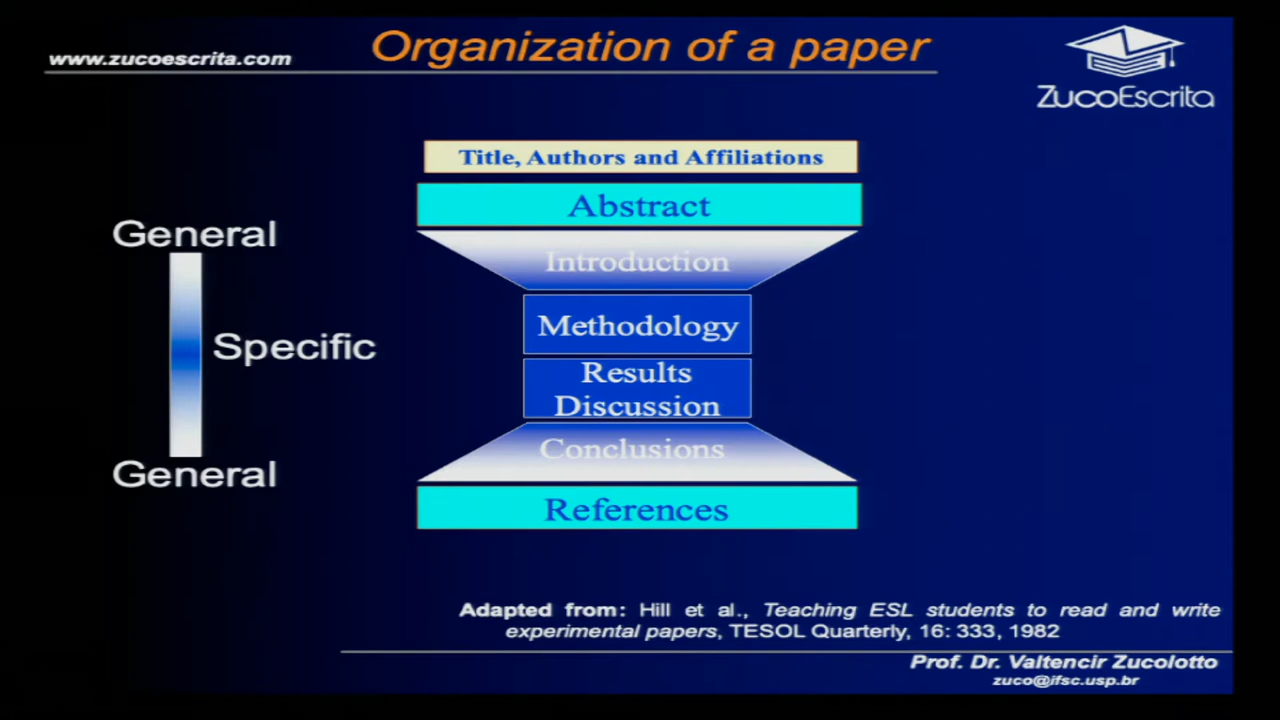 www.zucoescrita.com
Organization of a paper
ZucoEscrita
Title, Authors and Affiliations
Abstract
General
Introduction
Methodology
Specific
Results
Discussion
Conclusions
General
References
Adapted from: Hill et al., Teaching ESL students to read and write
experimental papers, TESOL Quarterly, 16: 333, 1982
Prof. Dr. Valtencir Zucolotto
zuco@ifsc.usp.br